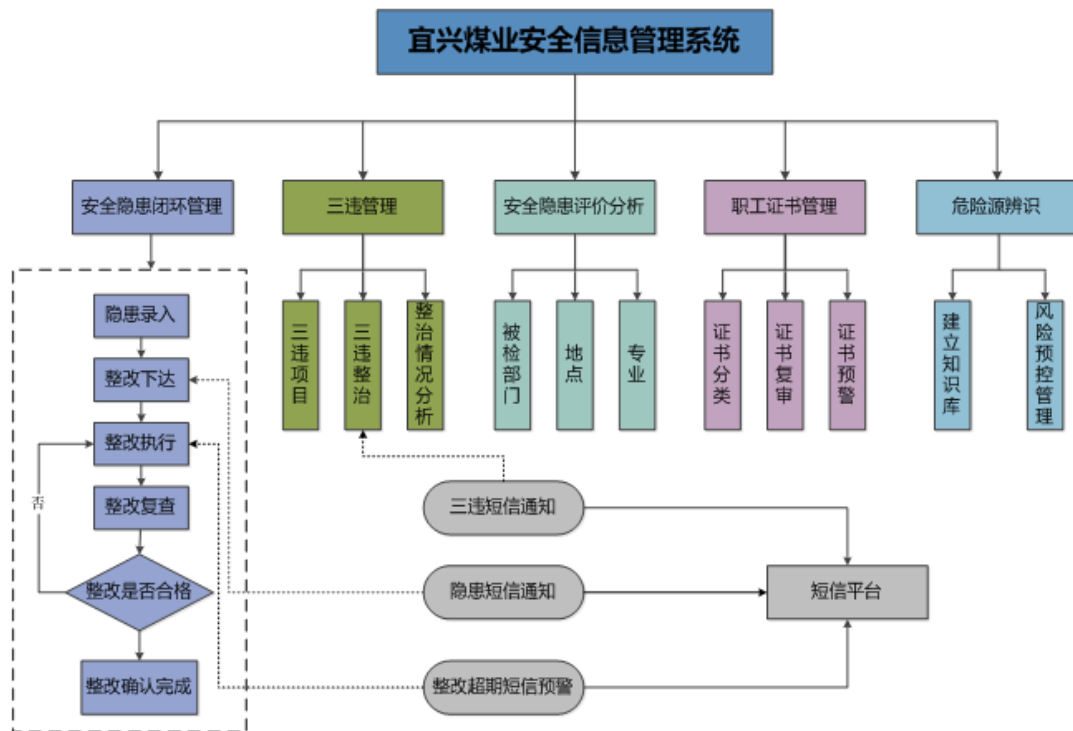 宜兴煤业安全信息管理系统
安全隐患闭环管理
三违管理
安全隐患评价分析
职工证书管理
危险源辨识
隐患录入
整改下达
整改执行
否
整改复查
整改是否合格
整改确认完成
三违项目
三违整治
整治情况分析
被检部门
地点
专业
证书分类
证书复审
证书预警
建立知识库
风险预控管理
三违短信通知
隐患短信通知
整改超期短信预警
短信平台